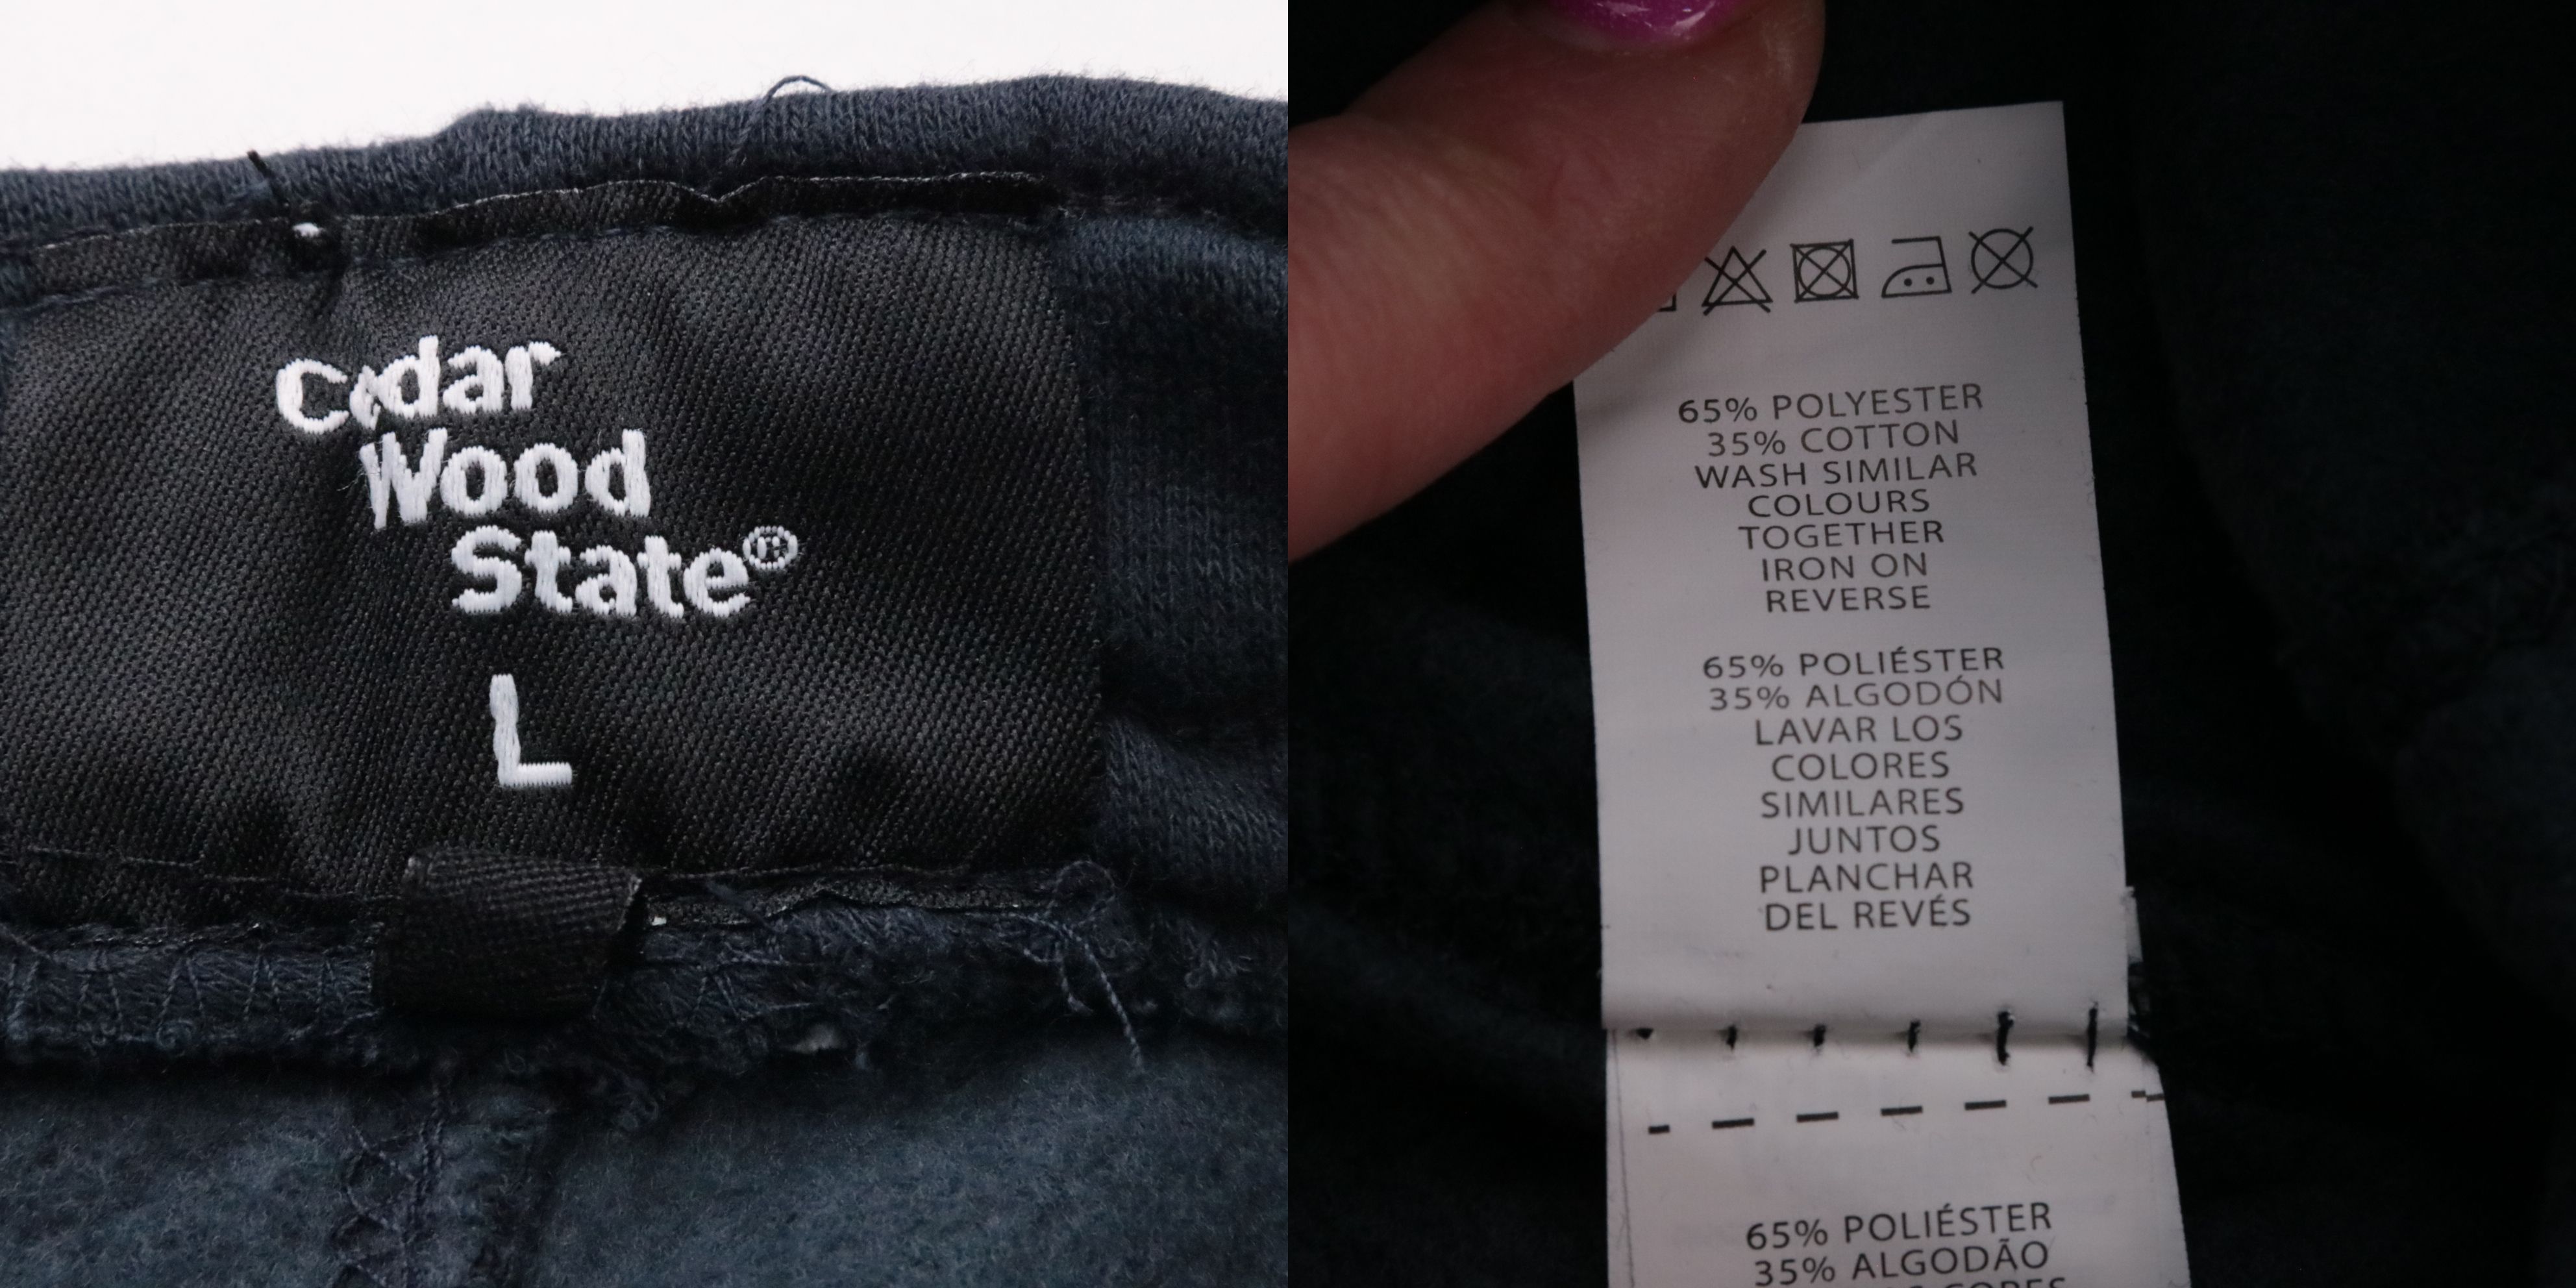 Cedar
Wood
State®
L
65% POLYESTER
35% COTTON
WASH SIMILAR
COLOURS
TOGETHER
IRON ON
REVERSE
65% POLIÉSTER
35% ALGODÓN
LAVAR LOS
COLORES
SIMILARES
JUNTOS
PLANCHAR
DEL REVÉS
65% POLIÉSTER
35% ALGODÃO
CORES